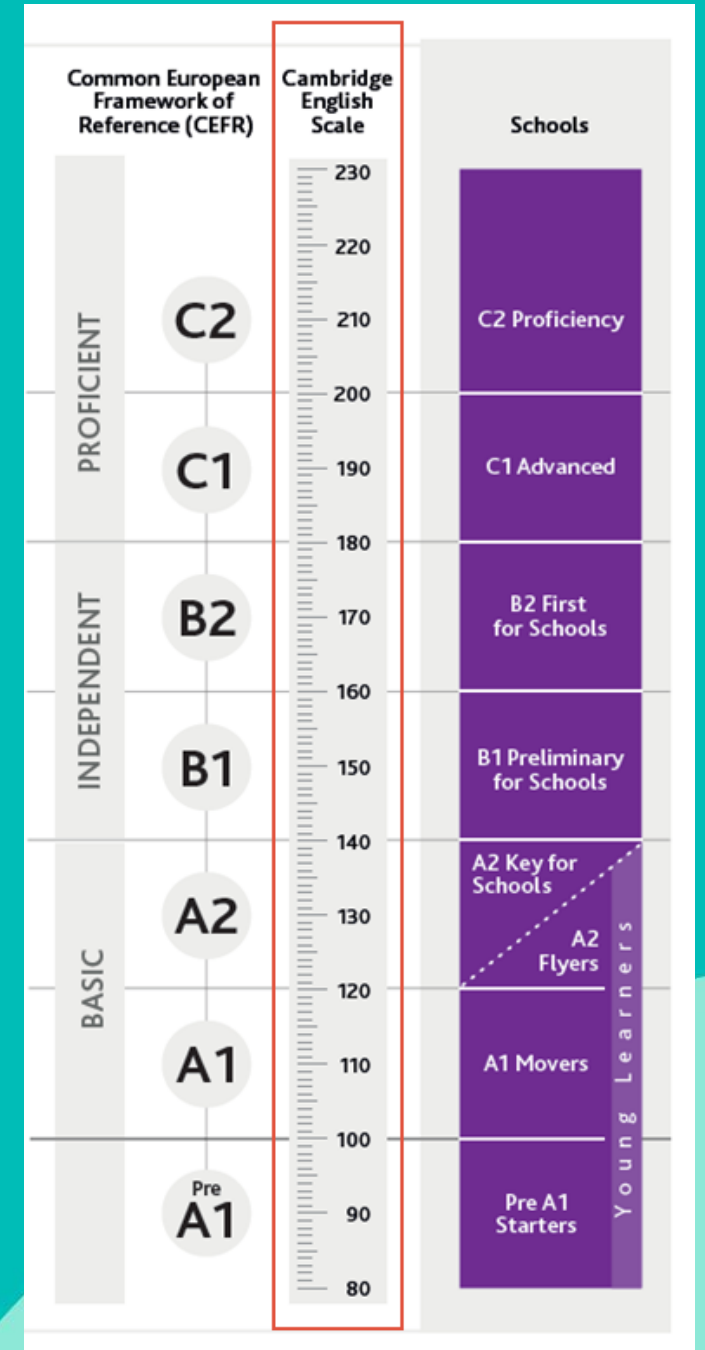 Common European
Framework of
Reference (CEFR)
Cambridge
English
Scale
Schools
PROFICIENT
INDEPENDENT
BASIC
C2
C1
B2
B1
A2
A1
Pre
A1
230
220
210
200
190
180
170
160
150
140
130
120
110
100
90
80
C2 Proficiency
C1 Advanced
B2 First
for Schools
B1 Preliminary
for Schools
A2 Key for
Schools
A2
Flyers
A1 Movers
Pre A1
Starters
Young Learners